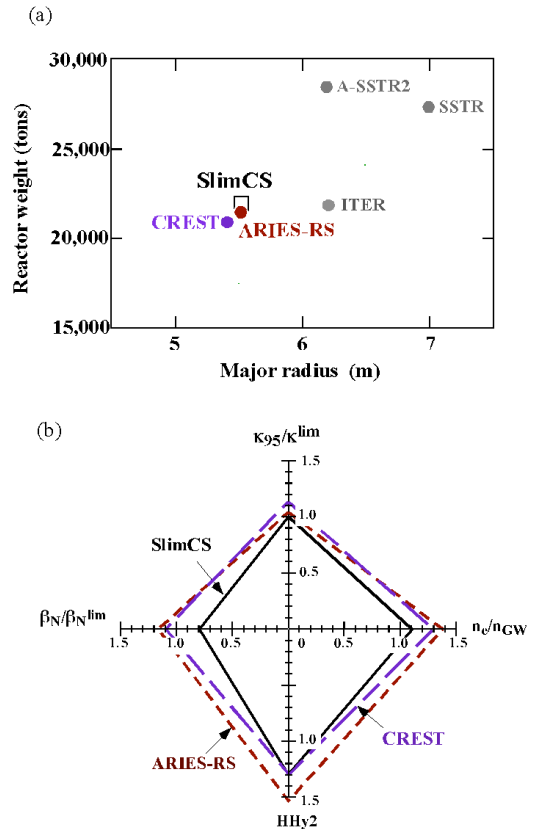 (a)
30,000
25,000
20,000
15,000
Reactor weight (tons)
A-SSTR2
SSTR
SlimCS
ITER
CREST
ARIES-RS
5
6
7
Major radius (m)
(b)
κ95/κlim
1.5
1.0
0.5
SlimCS
βN/βNlim
ne/nGW
1.5
1.0
0.5
0
0
0.5
1.0
1.5
CREST
ARIES-RS
1.0
1.5
HHy2